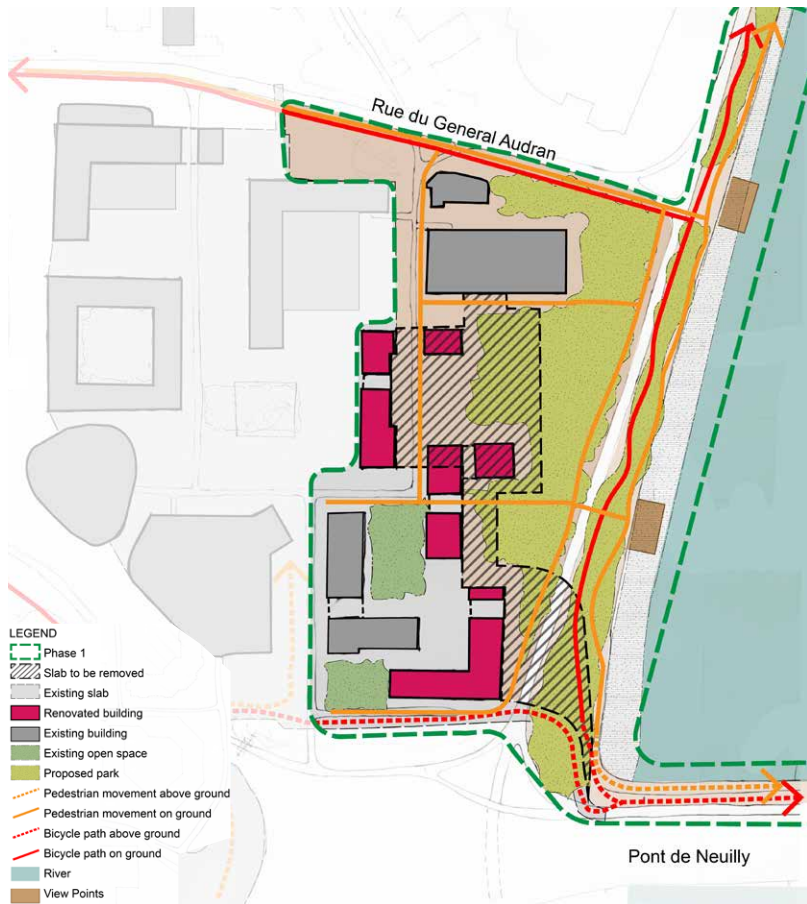 Rue du General Audran
LEGEND
Phase 1
Slab to be removed
Existing slab
Renovated building
Existing building
Existing open space
Proposed park
Pedestrian movement above ground
Pedestrian movement on ground
Bicycle path above ground
Bicycle path on ground
River
View Points
Pont de Neuilly